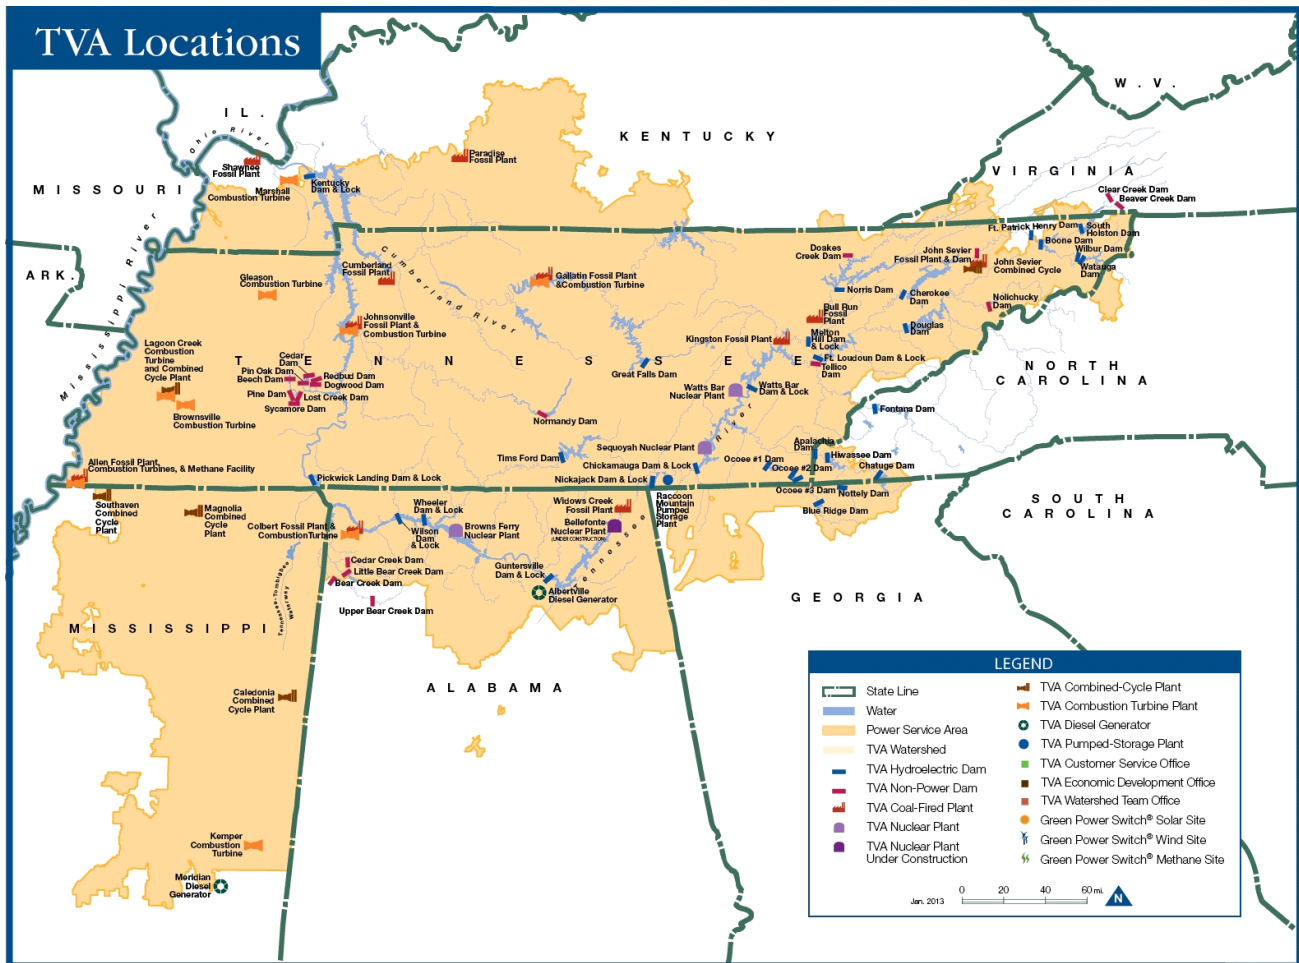 TVA Locations
I L .
Ohio River
K E N T U C K Y
W . V .
M I S S O U R I
V I R G I N I A
Shawnee
Fossil Plant
Marshall
Combustion Turbine
Kentucky
Dam & Lock
Paradise
Fossil Plant
Clear Creek Dam
Beaver Creek Dam
Mississippi River
A R K .
Ft. Patrick Henry Dam
South
Holston Dam
Boone Dam
Wilbur Dam
Watauga
Dam
Doakes
Creek Dam
John Sevier
Fossil Plant & Dam
John Sevier
Combined Cycle
Cumberland
Fossil Plant
Cumberland River
Gleason
Combustion Turbine
Gallatin Fossil Plant
&Combustion Turbine
Norris Dam
Cherokee
Dam
Nolichucky
Dam
Johnsonville
Fossil Plant &
Combustion Turbine
Bull Run
Fossil
Plant
Douglas
Dam
Kingston Fossil Plant
Melton
Hill Dam
& Lock
Lagoon Creek
Combustion
Turbine
and Combined
Cycle Plant
T E N N E S S E E
Cedar
Dam
Pin Oak Dam
Beech Dam
Redbud Dam
Dogwood Dam
Pine Dam
Lost Creek Dam
Sycamore Dam
Great Falls Dam
Ft. Loudoun Dam & Lock
Tellico
Dam
N O R T H
C A R O L I N A
Watts Bar
Nuclear Plant
Watts Bar
Dam & Lock
Brownsville
Combustion Turbine
Normandy Dam
River
Fontana Dam
Sequoyah Nuclear Plant
Apalachia
Dam
Tims Ford Dam
Chickamauga Dam & Lock
Ocoee #1 Dam
Hiwassee Dam
Ocoee #2 Dam
Chatuge Dam
Allen Fossil Plant,
Combustion Turbines, & Methane Facility
Pickwick Landing Dam & Lock
Nickajack Dam & Lock
Ocoee #3 Dam
Nottely Dam
Blue Ridge Dam
Raccoon
Mountain
Pumped
Storage
Plant
S O U T H
C A R O L I N A
Southaven
Combined
Cycle
Plant
Magnolia
Combined
Cycle
Plant
Wheeler
Dam & Lock
Widows Creek
Fossil Plant
Colbert Fossil Plant &
CombustionTurbine
Wilson
Dam
& Lock
Browns Ferry
Nuclear Plant
Bellefonte
Nuclear Plant
(UNDER CONSTRUCTION)
Tennessee
Cedar Creek Dam
Little Bear Creek Dam
Bear Creek Dam
Guntersville
Dam & Lock
Albertville
Diesel Generator
Upper Bear Creek Dam
Tennessee-Tombigbee
Waterway
G E O R G I A
M I S S I S S I P P I
A L A B A M A
Caledonia
Combined
Cycle Plant
Kemper
Combustion
Turbine
Meridian
Diesel
Generator
LEGEND
State Line
Water
Power Service Area
TVA Watershed
TVA Hydroelectric Dam
TVA Non-Power Dam
TVA Coal-Fired Plant
TVA Nuclear Plant
TVA Nuclear Plant
Under Construction
TVA Combined-Cycle Plant
TVA Combustion Turbine Plant
TVA Diesel Generator
TVA Pumped-Storage Plant
TVA Customer Service Office
TVA Economic Development Office
TVA Watershed Team Office
Green Power Switch® Solar Site
Green Power Switch® Wind Site
Green Power Switch® Methane Site
Jan. 2013
0 20 40 60 mi.
N